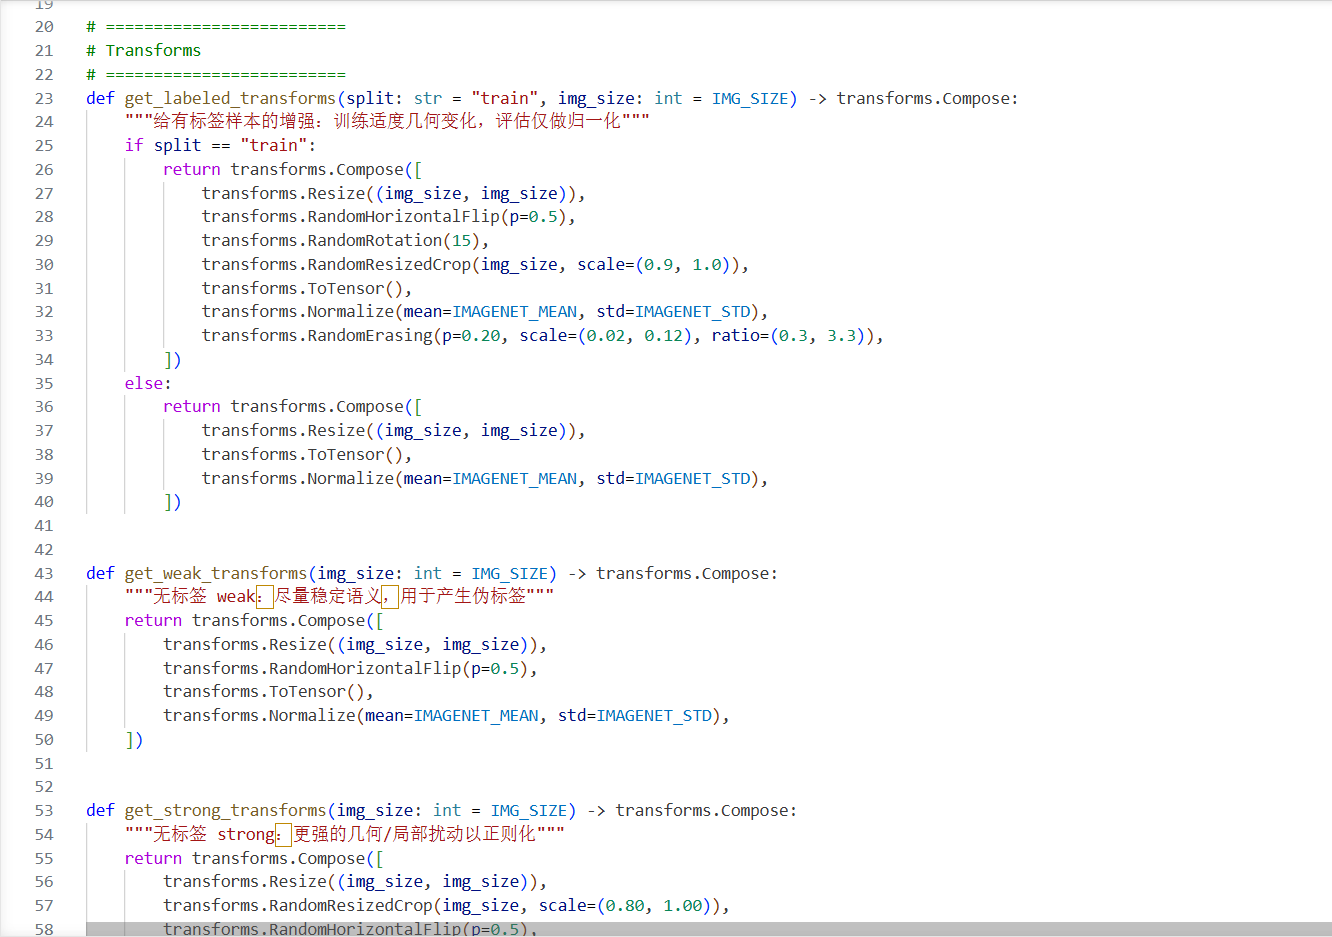 19
20 # =========================
21 # Transforms
22 # =========================
23 def get_labeled_transforms(split: str = "train", img_size: int = IMG_SIZE) -> transforms.Compose:
24     """给有标签样本的增强：训练适度几何变化，评估仅做归一化"""
25     if split == "train":
26         return transforms.Compose([
27             transforms.Resize((img_size, img_size)),
28             transforms.RandomHorizontalFlip(p=0.5),
29             transforms.RandomRotation(15),
30             transforms.RandomResizedCrop(img_size, scale=(0.9, 1.0)),
31             transforms.ToTensor(),
32             transforms.Normalize(mean=IMAGENET_MEAN, std=IMAGENET_STD),
33             transforms.RandomErasing(p=0.20, scale=(0.02, 0.12), ratio=(0.3, 3.3)),
34         ])
35     else:
36         return transforms.Compose([
37             transforms.Resize((img_size, img_size)),
38             transforms.ToTensor(),
39             transforms.Normalize(mean=IMAGENET_MEAN, std=IMAGENET_STD),
40         ])
41
42
43 def get_weak_transforms(img_size: int = IMG_SIZE) -> transforms.Compose:
44     """无标签 weak：尽量稳定语义，用于产生伪标签"""
45     return transforms.Compose([
46         transforms.Resize((img_size, img_size)),
47         transforms.RandomHorizontalFlip(p=0.5),
48         transforms.ToTensor(),
49         transforms.Normalize(mean=IMAGENET_MEAN, std=IMAGENET_STD),
50     ])
51
52
53 def get_strong_transforms(img_size: int = IMG_SIZE) -> transforms.Compose:
54     """无标签 strong：更强的几何/局部扰动以正则化"""
55     return transforms.Compose([
56         transforms.Resize((img_size, img_size)),
57         transforms.RandomResizedCrop(img_size, scale=(0.80, 1.00)),
58         transforms.RandomHorizontalFlip(p=0.5),